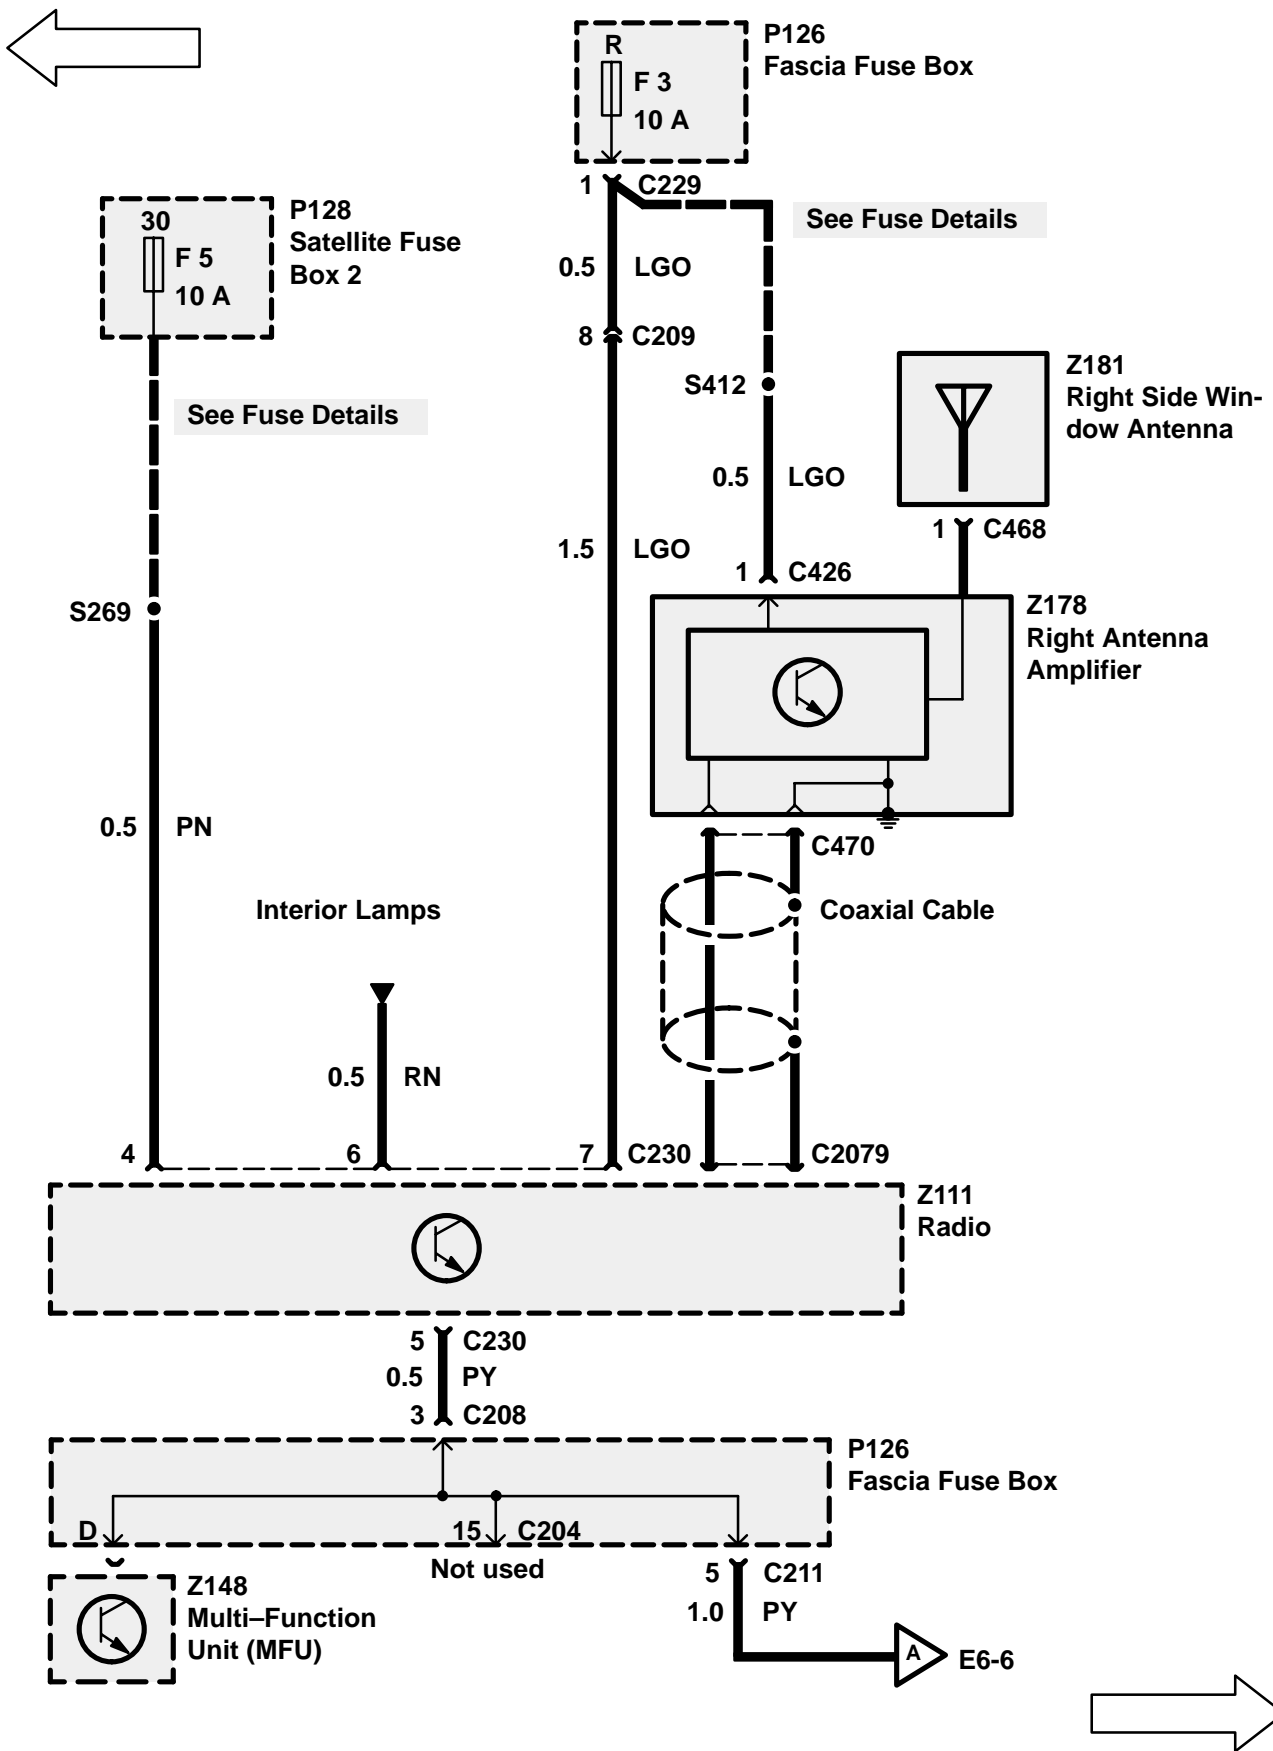 R
F 3
10 A
P126
Fascia Fuse Box
1 C229
See Fuse Details
30
F 5
10 A
P128
Satellite Fuse
Box 2
0.5 LGO
8 C209
S412
See Fuse Details
Z181
Right Side Win-
dow Antenna
0.5 LGO
1 C468
1.5 LGO
1 C426
S269
Z178
Right Antenna
Amplifier
0.5 PN
C470
Interior Lamps
Coaxial Cable
0.5 RN
4 6 7 C230 C2079
Z111
Radio
5 C230
0.5 PY
3 C208
P126
Fascia Fuse Box
D 15 C204
Not used
5 C211
Z148
Multi–Function
Unit (MFU)
1.0 PY
A E6-6